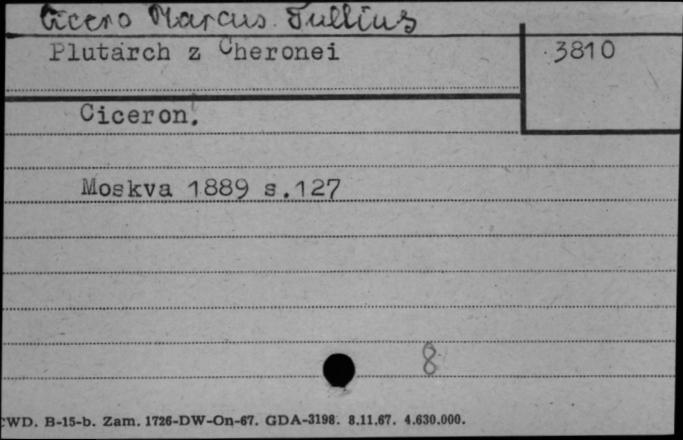 Cicero Marcus Tullius
Plutarch z Cheronei
3810
Ciceron.
Moskva 1889 s.127
8
CWD. B-15-b. Zam. 1726-DW-On-67. GDA-3198. 8.11.67. 4.630.000.